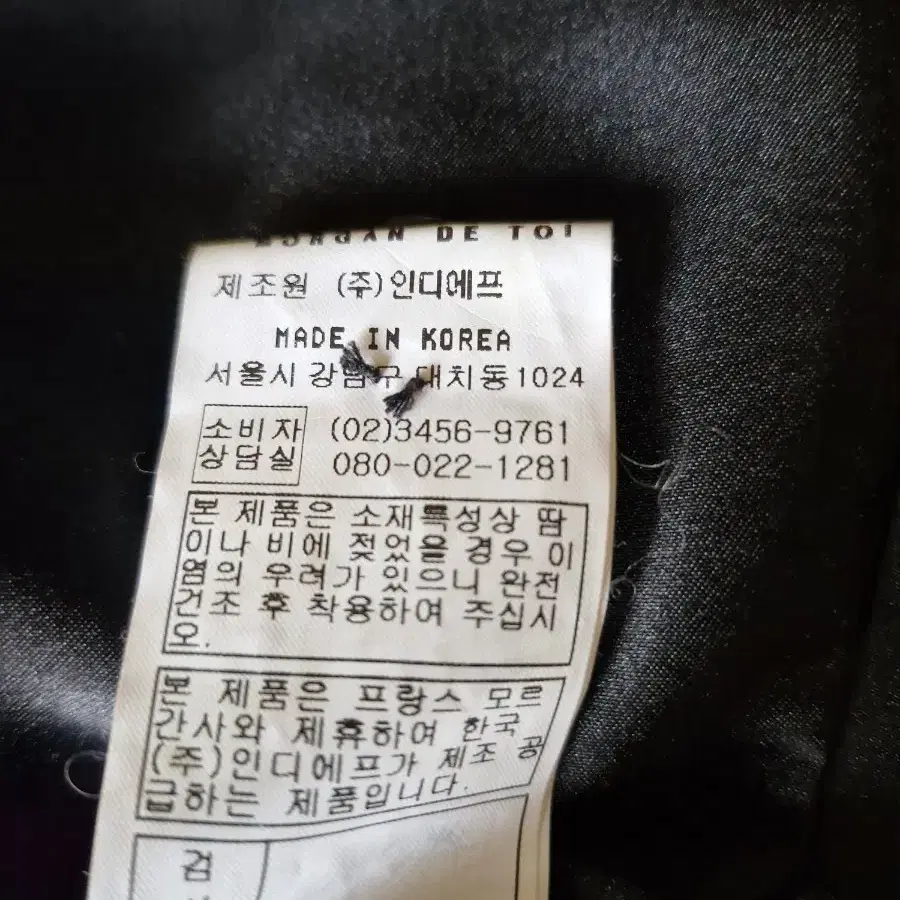 MORGAN DE TOI
제조원 (주)인디에프
MADE IN KOREA
서울시 강남구 대치동1024
소비자 (02)3456-9761
상담실 080-022-1281
본 제품은 소재특성상 땀
이나 비에 젖었을 경우 이
염의 우려가 있으니 완전
건조 후 착용하여 주십시
오.
본 제품은 프랑스 모르
간사와 제휴하여 한국
(주)인디에프가 제조 공
급하는 제품입니다.
검